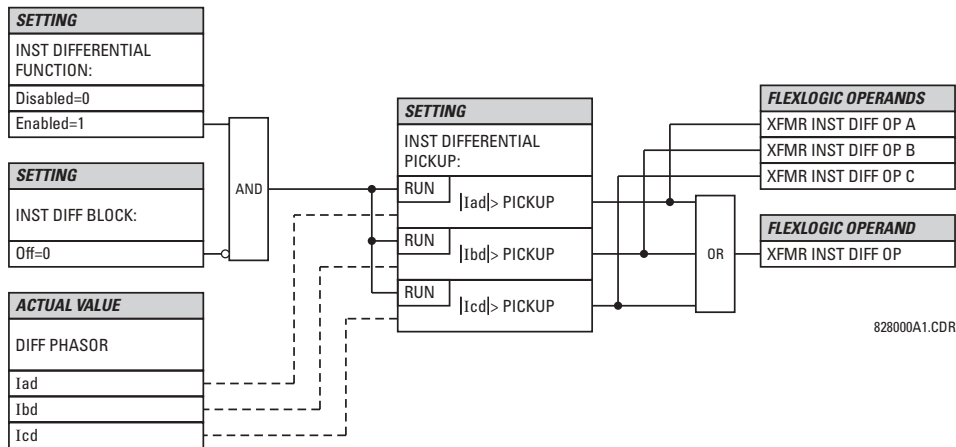 SETTING
INST DIFFERENTIAL
FUNCTION:
Disabled=0
Enabled=1
SETTING
INST DIFF BLOCK:
Off=0
ACTUAL VALUE
DIFF PHASOR
Iad
Ibd
Icd
AND
SETTING
INST DIFFERENTIAL
PICKUP:
RUN
|Iad|> PICKUP
RUN
|Ibd|> PICKUP
RUN
|Icd|> PICKUP
OR
FLEXLOGIC OPERANDS
XFMR INST DIFF OP A
XFMR INST DIFF OP B
XFMR INST DIFF OP C
FLEXLOGIC OPERAND
XFMR INST DIFF OP
828000A1.CDR